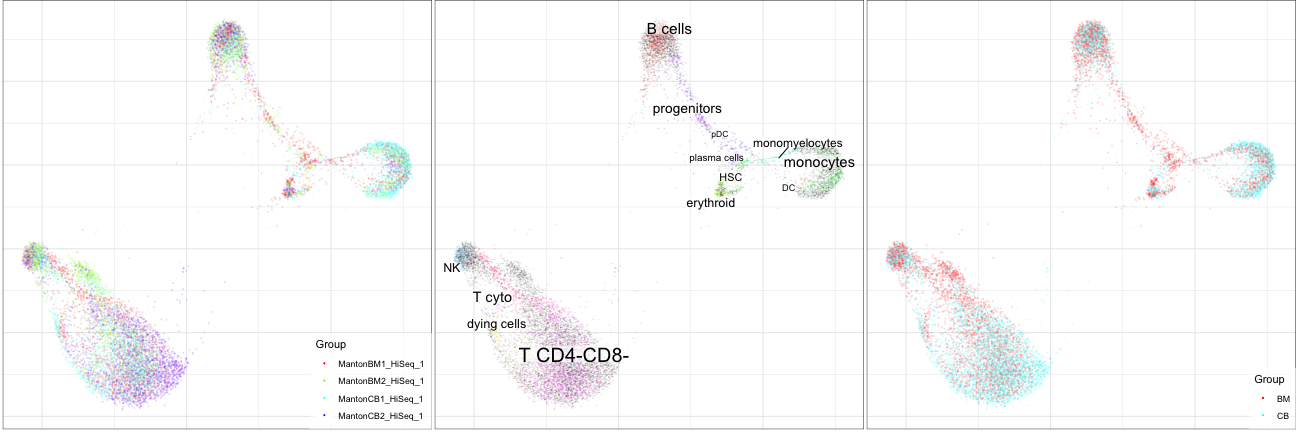 Group
MantonBM1_HiSeq_1
MantonBM2_HiSeq_1
MantonCB1_HiSeq_1
MantonCB2_HiSeq_1
B cells
progenitors
pDC
monomyelocytes
plasma cells
monocytes
HSC
DC
erythroid
NK
T cyto
dying cells
T CD4-CD8-
Group
BM
CB